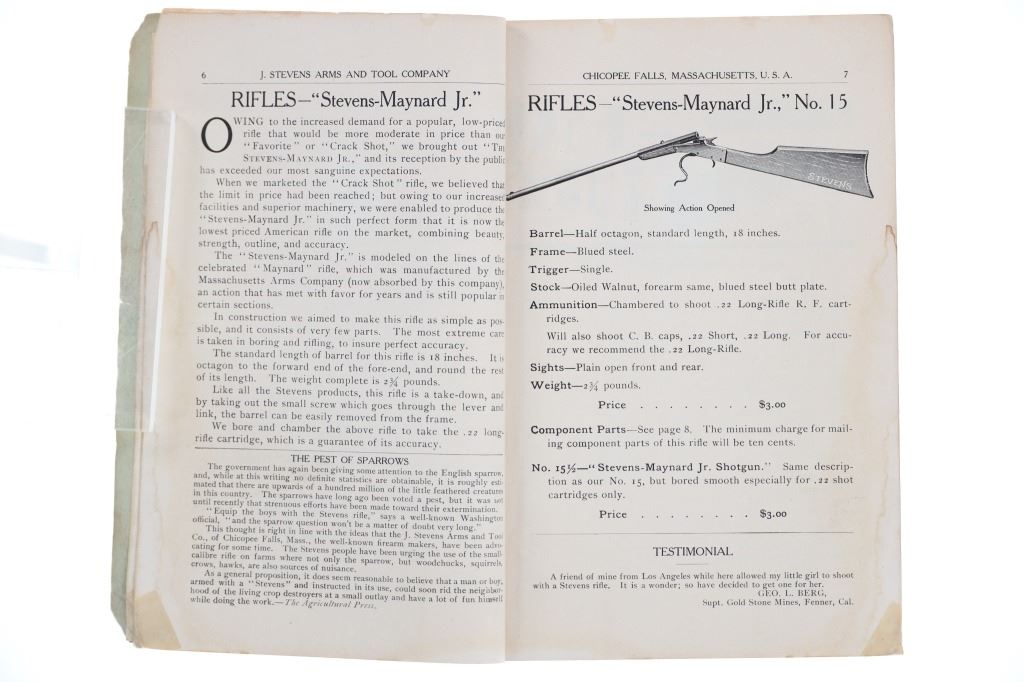 6 J. STEVENS ARMS AND TOOL COMPANY
RIFLES—“Stevens-Maynard Jr.”
OWING to the increased demand for a popular, low-price
rifle that would be more moderate in price than ou
“Favorite” or “Crack Shot,” we brought out “TH
STEVENS-MAYNARD JR.,” and its reception by the publi
has exceeded our most sanguine expectations.
When we marketed the “Crack Shot” rifle, we believed tha
the limit in price had been reached; but owing to our increase
facilities and superior machinery, we were enabled to produce the
“Stevens-Maynard Jr.” in such perfect form that it is now the
lowest priced American rifle on the market, combining beauty,
strength, outline, and accuracy.
The “Stevens-Maynard Jr.” is modeled on the lines of the
celebrated “Maynard” rifle, which was manufactured by the
Massachusetts Arms Company (now absorbed by this company),
an action that has met with favor for years and is still popular in
certain sections.
In construction we aimed to make this rifle as simple as pos-
sible, and it consists of very few parts. The most extreme care
is taken in boring and rifling, to insure perfect accuracy.
The standard length of barrel for this rifle is 18 inches. It is
octagon to the forward end of the fore-end, and round the rest
of its length. The weight complete is 2¾ pounds.
Like all the Stevens products, this rifle is a take-down, and
by taking out the small screw which goes through the lever and
link, the barrel can be easily removed from the frame.
We bore and chamber the above rifle to take the .22 long-
rifle cartridge, which is a guarantee of its accuracy.
THE PEST OF SPARROWS
The government has again been giving some attention to the English sparrow,
and, while at this writing no definite statistics are obtainable, it is roughly esti-
mated that there are upwards of a hundred million of the little feathered creatures
in this country. The sparrows have long ago been voted a pest, but it was not
until recently that strenuous efforts have been made toward their extermination.
“Equip the boys with the Stevens rifle,” says a well-known Washington
official, “and the sparrow question won't be a matter of doubt very long.”
This thought is right in line with the ideas that the J. Stevens Arms and Tool
Co., of Chicopee Falls, Mass., the well-known firearm makers, have been advo-
cating for some time. The Stevens people have been urging the use of the small-
calibre rifle on farms where not only the sparrow, but woodchucks, squirrels,
crows, hawks, are also sources of nuisance.
As a general proposition, it does seem reasonable to believe that a man or boy,
armed with a “Stevens” and instructed in its use, could soon rid the neighbor-
hood of the living crop destroyers at a small outlay and have a lot of fun himself
while doing the work.—The Agricultural Press.
CHICOPEE FALLS, MASSACHUSETTS, U. S. A. 7
RIFLES—“Stevens-Maynard Jr.,” No. 15
STEVENS
Showing Action Opened
Barrel—Half octagon, standard length, 18 inches.
Frame—Blued steel.
Trigger—Single.
Stock—Oiled Walnut, forearm same, blued steel butt plate.
Ammunition—Chambered to shoot .22 Long-Rifle R. F. cart-
ridges.
Will also shoot C. B. caps, .22 Short, .22 Long. For accu-
racy we recommend the .22 Long-Rifle.
Sights—Plain open front and rear.
Weight—2¾ pounds.
Price . . . . . . . . $3.00
Component Parts—See page 8. The minimum charge for mail-
ing component parts of this rifle will be ten cents.
No. 15½—“Stevens-Maynard Jr. Shotgun.” Same descrip-
tion as our No. 15, but bored smooth especially for .22 shot
cartridges only.
Price . . . . . . . . $3.00
TESTIMONIAL
A friend of mine from Los Angeles while here allowed my little girl to shoot
with a Stevens rifle. It is a wonder; so have decided to get one for her.
GEO. L. BERG,
Supt. Gold Stone Mines, Fenner, Cal.